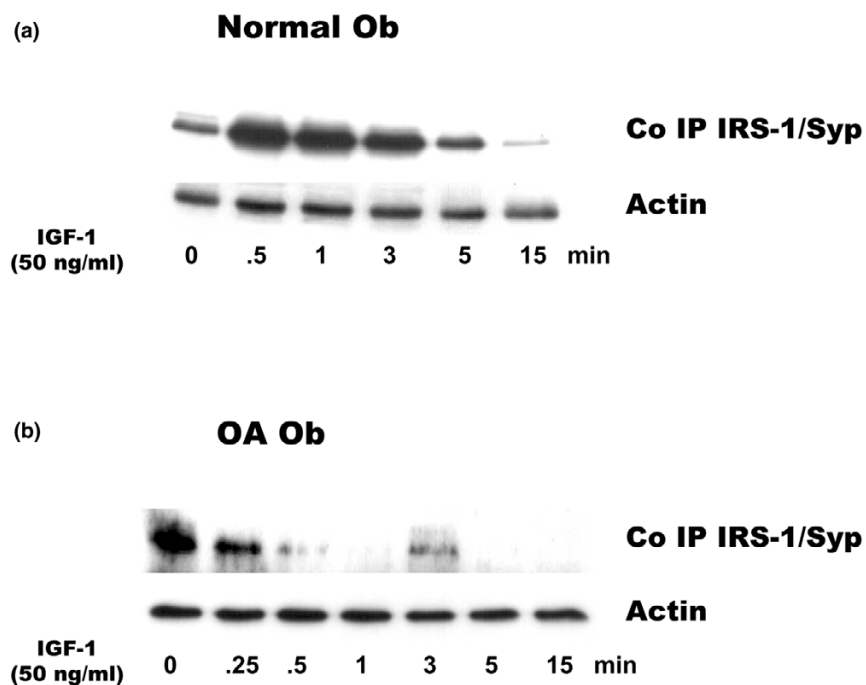 (a)
Normal Ob
Co IP IRS-1/Syp
Actin
IGF-1
(50 ng/ml)
0 .5 1 3 5 15 min
(b)
OA Ob
Co IP IRS-1/Syp
Actin
IGF-1
(50 ng/ml)
0 .25 .5 1 3 5 15 min